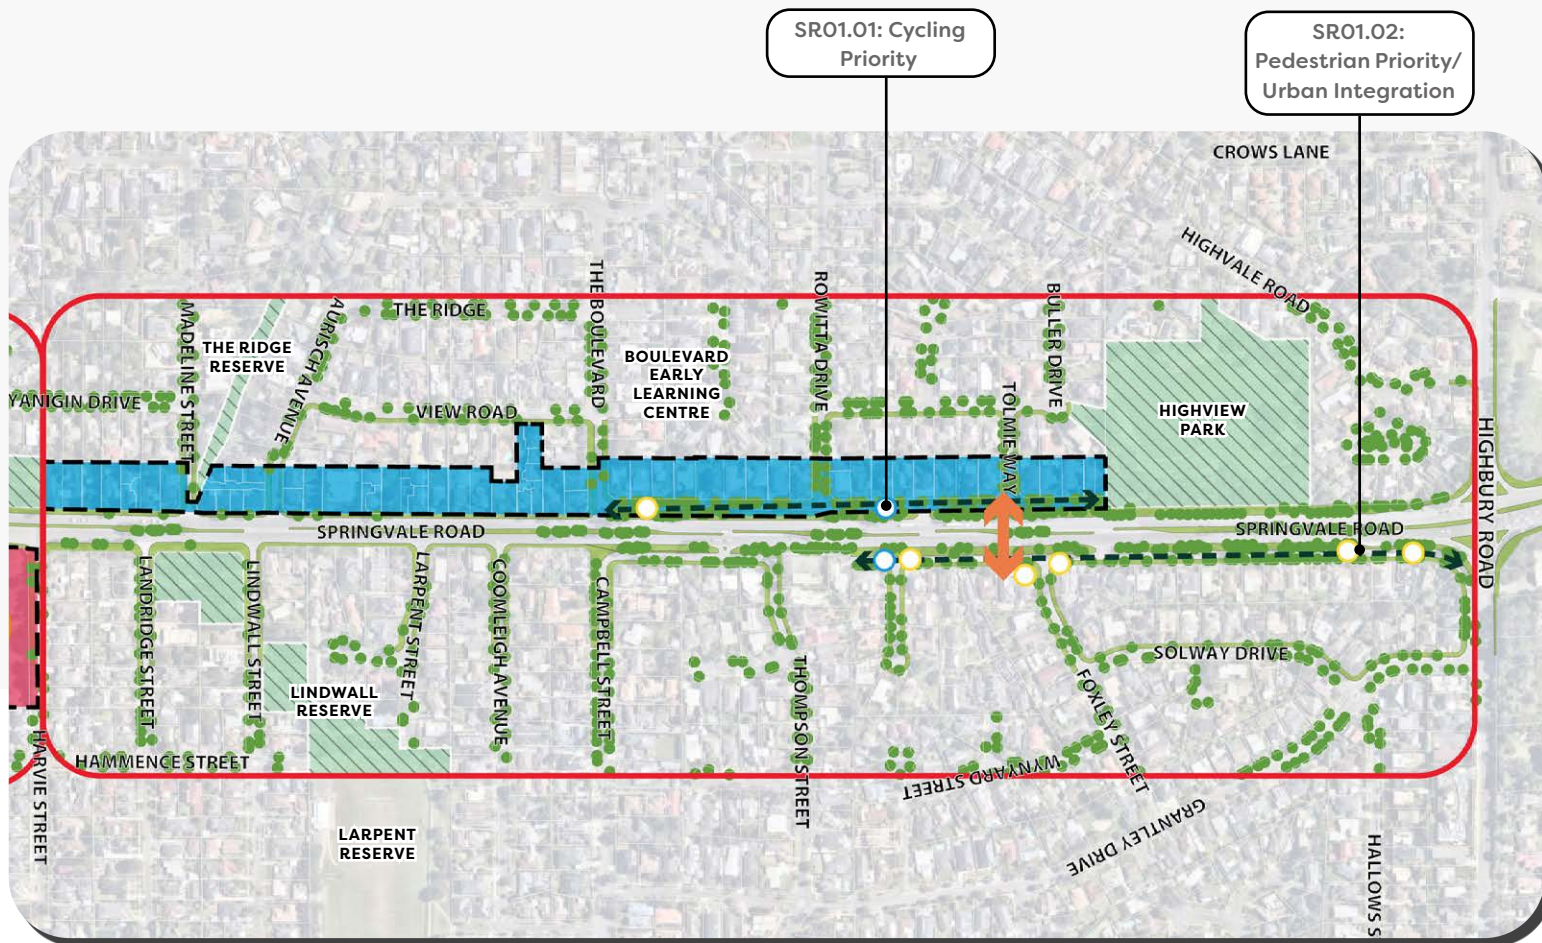 SR01.01: Cycling
Priority
SR01.02:
Pedestrian Priority/
Urban Integration
CROWS LANE
HIGHVALE ROAD
THE BOULEVARD
ROWITTA DRIVE
BULLER DRIVE
MADELINE STREET
AURISCH AVENUE
THE RIDGE
THE RIDGE
RESERVE
BOULEVARD
EARLY
LEARNING
CENTRE
YANIGIN DRIVE
VIEW ROAD
TOLMIE WAY
HIGHVIEW
PARK
HIGHBURY ROAD
SPRINGVALE ROAD
SPRINGVALE ROAD
LANDRIDGE STREET
LINDWALL STREET
LARPENT STREET
COOMLEIGH AVENUE
CAMPBELL STREET
THOMPSON STREET
SOLWAY DRIVE
FOXLEY STREET
LINDWALL
RESERVE
HARVIE STREET
HAMMENCE STREET
WYNYARD STREET
GRANTLEY DRIVE
LARPENT
RESERVE
HALLOWS S